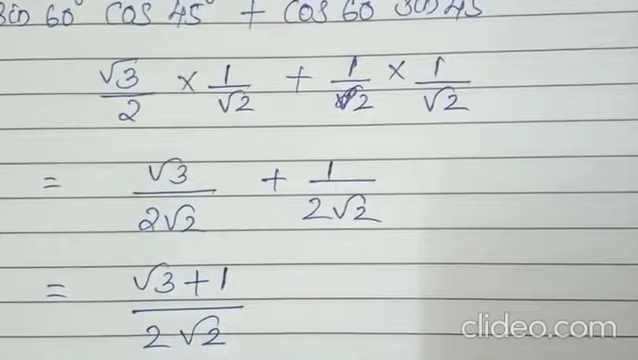 sin 60° cos 45° + cos 60 sin 45
√3/2 × 1/√2 + 1/2 × 1/√2
= √3/2√2 + 1/2√2
= √3+1/2√2
clideo.com